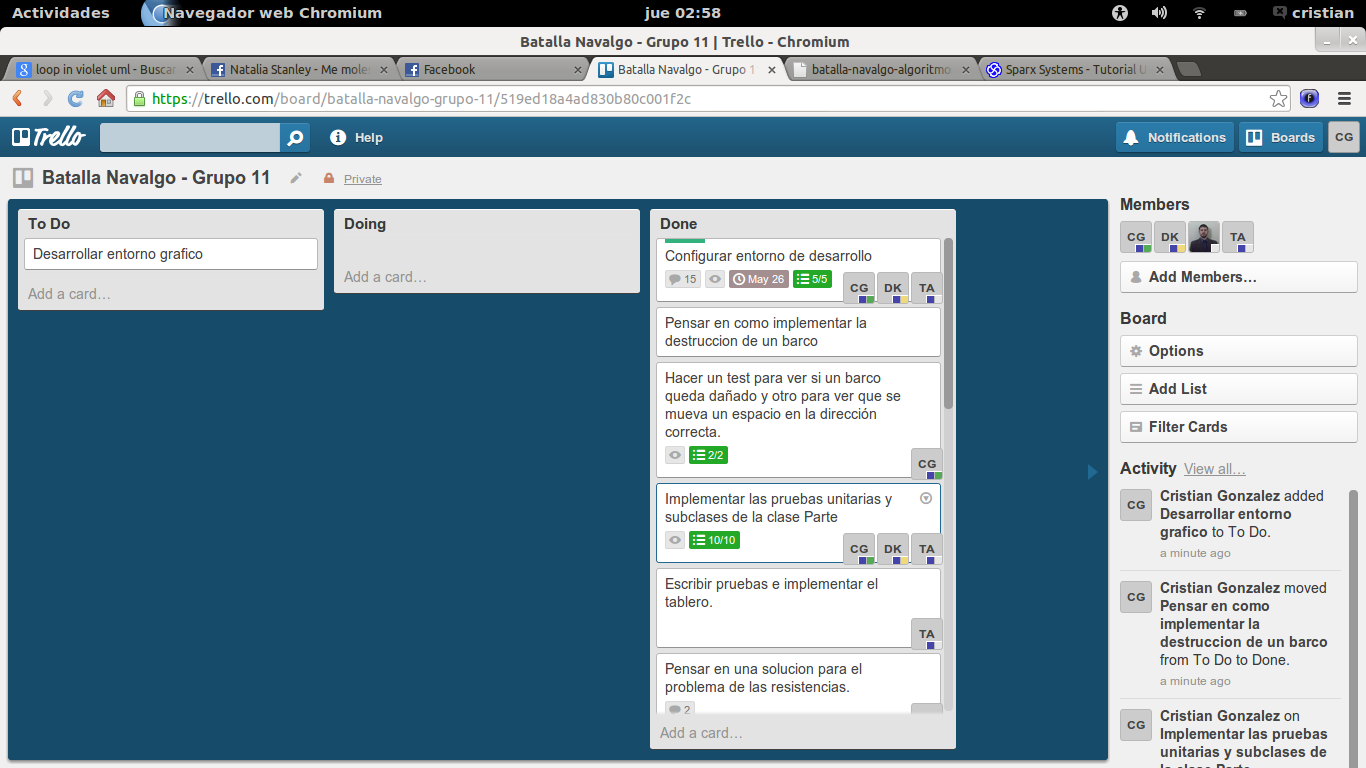 Actividades
Navegador web Chromium
jue 02:58
cristian
Batalla Navalgo - Grupo 11 | Trello - Chromium
loop in violet uml - Buscar
Natalia Stanley - Me mole
Facebook
Batalla Navalgo - Grupo 1
batalla-navalgo-algoritmo
Sparx Systems - Tutorial U
https://trello.com/board/batalla-navalgo-grupo-11/519ed18a4ad830b80c001f2c
Trello
Help
Notifications
Boards
CG
Batalla Navalgo - Grupo 11
Private
To Do
Desarrollar entorno grafico
Add a card…
Doing
Add a card…
Done
Configurar entorno de desarrollo
15
May 26
5/5
CG
DK
TA
Pensar en como implementar la
destruccion de un barco
Hacer un test para ver si un barco
queda dañado y otro para ver que se
mueva un espacio en la dirección
correcta.
2/2
CG
Implementar las pruebas unitarias y
subclases de la clase Parte
10/10
CG
DK
TA
Escribir pruebas e implementar el
tablero.
TA
Pensar en una solucion para el
problema de las resistencias.
2
Add a card…
Members
CG
DK
TA
Add Members…
Board
Options
Add List
Filter Cards
Activity
View all…
CG
Cristian Gonzalez added
Desarrollar entorno
grafico to To Do.
a minute ago
CG
Cristian Gonzalez moved
Pensar en como
implementar la
destruccion de un barco
from To Do to Done.
a minute ago
CG
Cristian Gonzalez on
Implementar las pruebas
unitarias y subclases de
la clase Parte